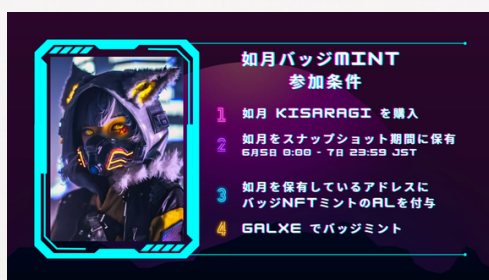 如月バッジMINT
参加条件
1 如月 KISARAGI を購入
2 如月をスナップショット期間に保有
6月5日 0:00 - 7日 23:59 JST
3 如月を保有しているアドレスに
バッジNFTミントのALを付与
4 GALXE でバッジミント